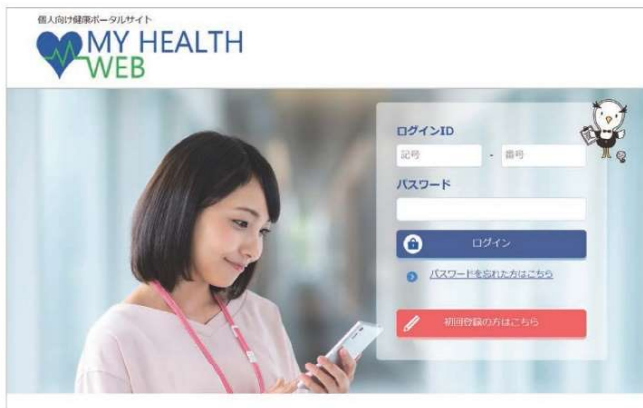 個人向け健康ポータルサイト
MY HEALTH
WEB
ログインID
記号 - 番号
パスワード
ログイン
パスワードを忘れた方はこちら
初回登録の方はこちら